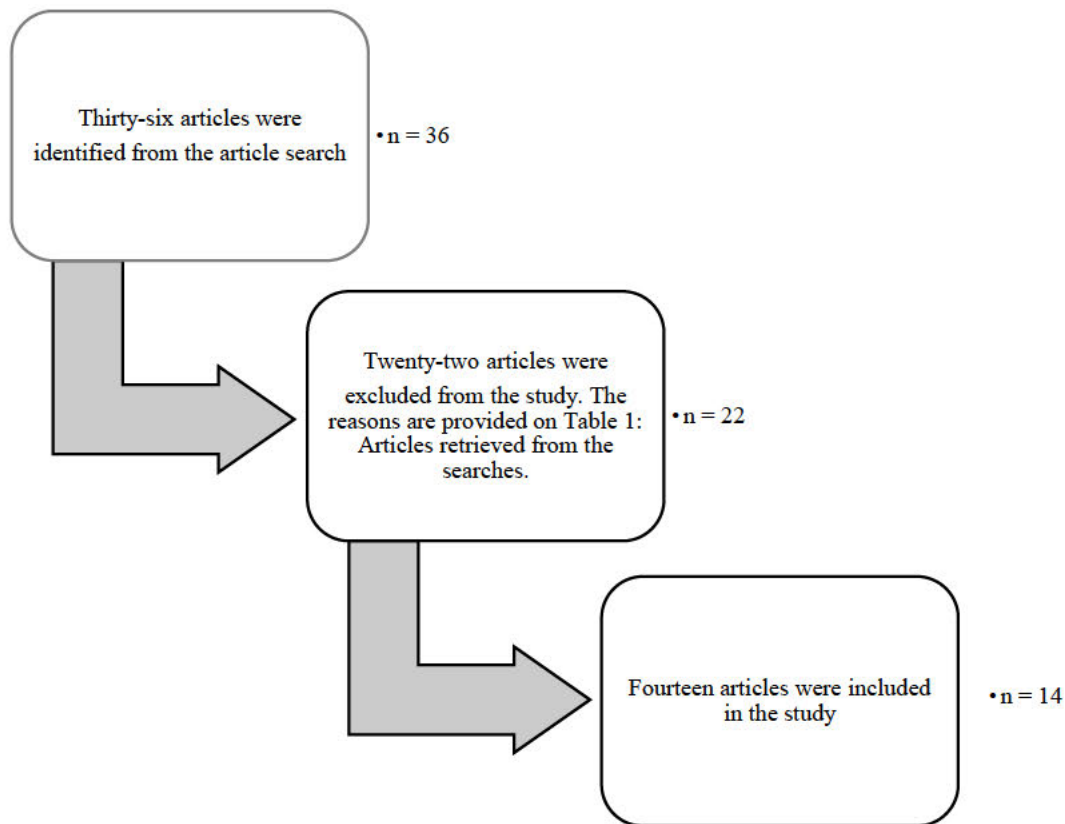 Thirty-six articles were
identified from the article search
•n = 36
Twenty-two articles were
excluded from the study. The
reasons are provided on Table 1:
Articles retrieved from the
searches.
•n = 22
Fourteen articles were included
in the study
•n = 14